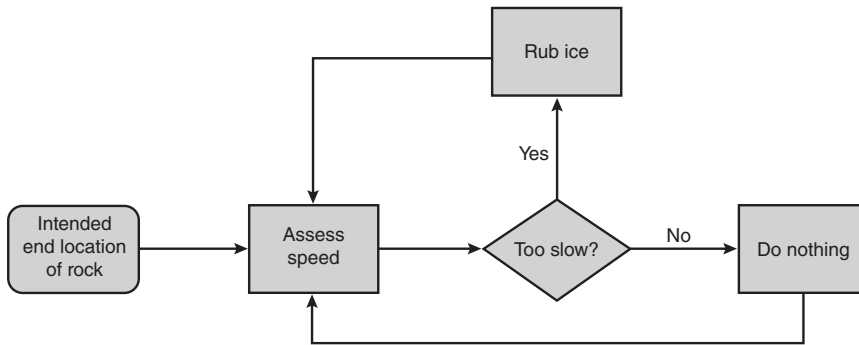 Rub ice
Yes
Intended
end location
of rock
Assess
speed
Too slow?
No
Do nothing